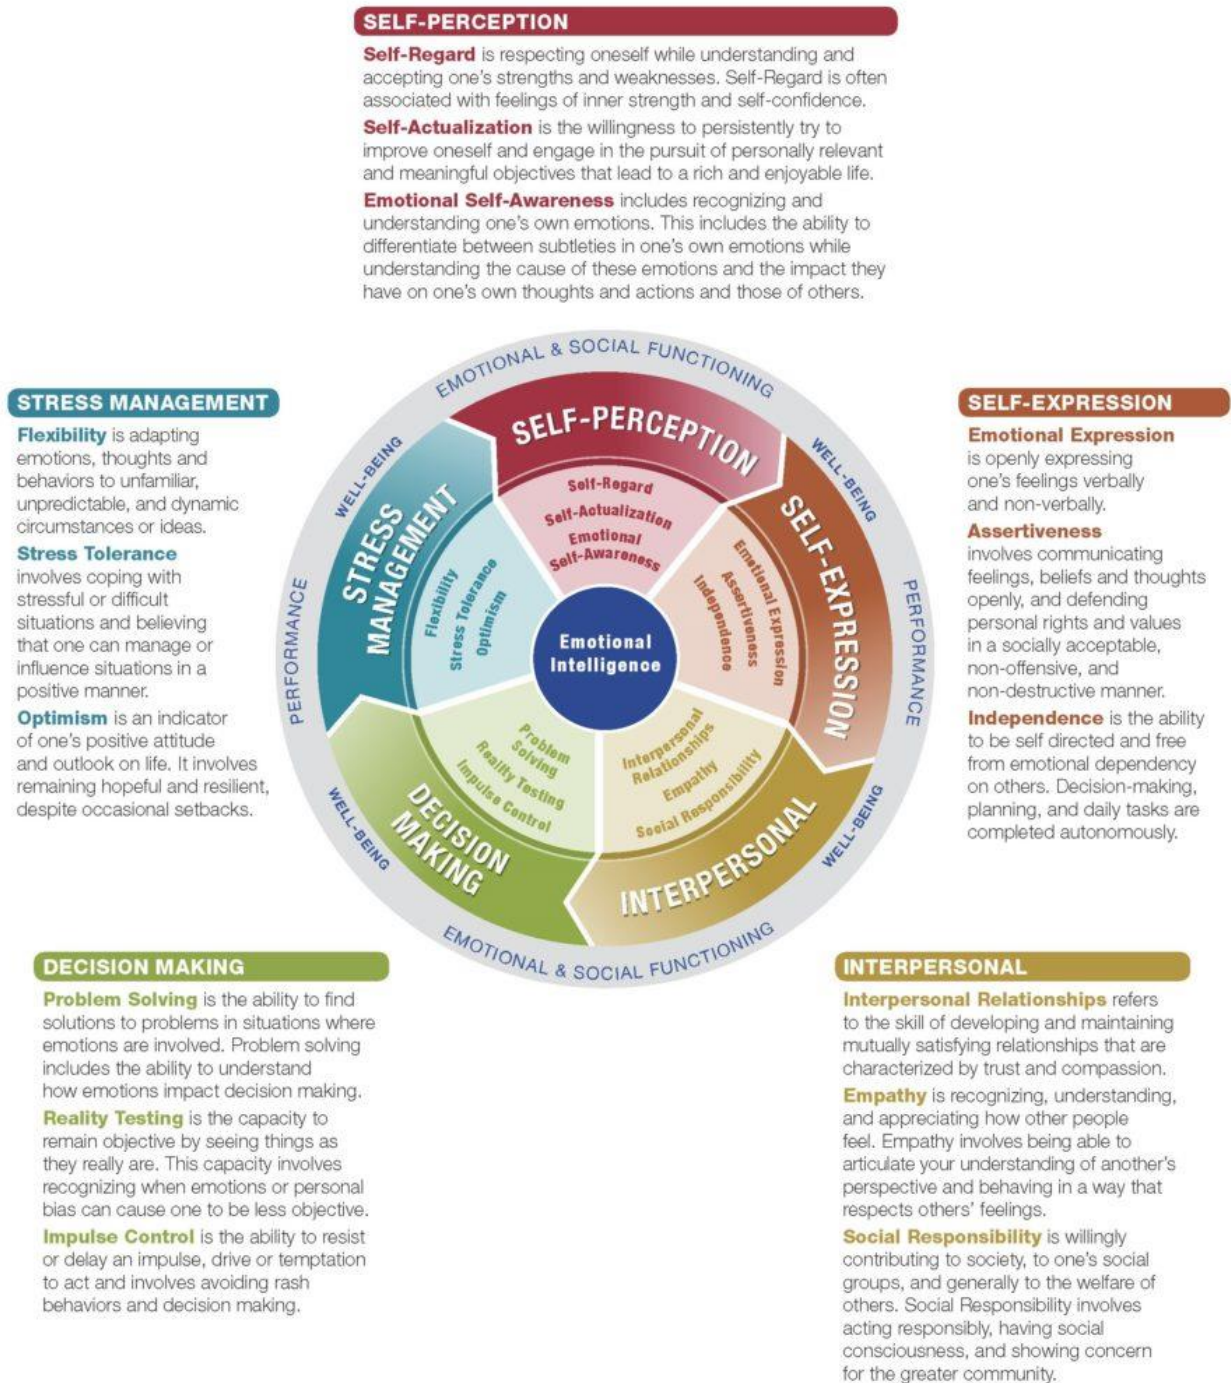 SELF-PERCEPTION
Self-Regard is respecting oneself while understanding and
accepting one's strengths and weaknesses. Self-Regard is often
associated with feelings of inner strength and self-confidence.
Self-Actualization is the willingness to persistently try to
improve oneself and engage in the pursuit of personally relevant
and meaningful objectives that lead to a rich and enjoyable life.
Emotional Self-Awareness includes recognizing and
understanding one's own emotions. This includes the ability to
differentiate between subtleties in one's own emotions while
understanding the cause of these emotions and the impact they
have on one's own thoughts and actions and those of others.
STRESS MANAGEMENT
Flexibility is adapting
emotions, thoughts and
behaviors to unfamiliar,
unpredictable, and dynamic
circumstances or ideas.
Stress Tolerance
involves coping with
stressful or difficult
situations and believing
that one can manage or
influence situations in a
positive manner.
Optimism is an indicator
of one's positive attitude
and outlook on life. It involves
remaining hopeful and resilient,
despite occasional setbacks.
EMOTIONAL & SOCIAL FUNCTIONING
WELL-BEING
PERFORMANCE
WELL-BEING
EMOTIONAL & SOCIAL FUNCTIONING
WELL-BEING
PERFORMANCE
WELL-BEING
SELF-PERCEPTION
Self-Regard
Self-Actualization
Emotional
Self-Awareness
SELF-EXPRESSION
Emotional Expression
Assertiveness
Independence
INTERPERSONAL
Interpersonal
Relationships
Empathy
Social Responsibility
DECISION
MAKING
Problem
Solving
Reality Testing
Impulse Control
STRESS
MANAGEMENT
Flexibility
Stress Tolerance
Optimism
Emotional
Intelligence
SELF-EXPRESSION
Emotional Expression
is openly expressing
one's feelings verbally
and non-verbally.
Assertiveness
involves communicating
feelings, beliefs and thoughts
openly, and defending
personal rights and values
in a socially acceptable,
non-offensive, and
non-destructive manner.
Independence is the ability
to be self directed and free
from emotional dependency
on others. Decision-making,
planning, and daily tasks are
completed autonomously.
DECISION MAKING
Problem Solving is the ability to find
solutions to problems in situations where
emotions are involved. Problem solving
includes the ability to understand
how emotions impact decision making.
Reality Testing is the capacity to
remain objective by seeing things as
they really are. This capacity involves
recognizing when emotions or personal
bias can cause one to be less objective.
Impulse Control is the ability to resist
or delay an impulse, drive or temptation
to act and involves avoiding rash
behaviors and decision making.
INTERPERSONAL
Interpersonal Relationships refers
to the skill of developing and maintaining
mutually satisfying relationships that are
characterized by trust and compassion.
Empathy is recognizing, understanding,
and appreciating how other people
feel. Empathy involves being able to
articulate your understanding of another's
perspective and behaving in a way that
respects others' feelings.
Social Responsibility is willingly
contributing to society, to one's social
groups, and generally to the welfare of
others. Social Responsibility involves
acting responsibly, having social
consciousness, and showing concern
for the greater community.